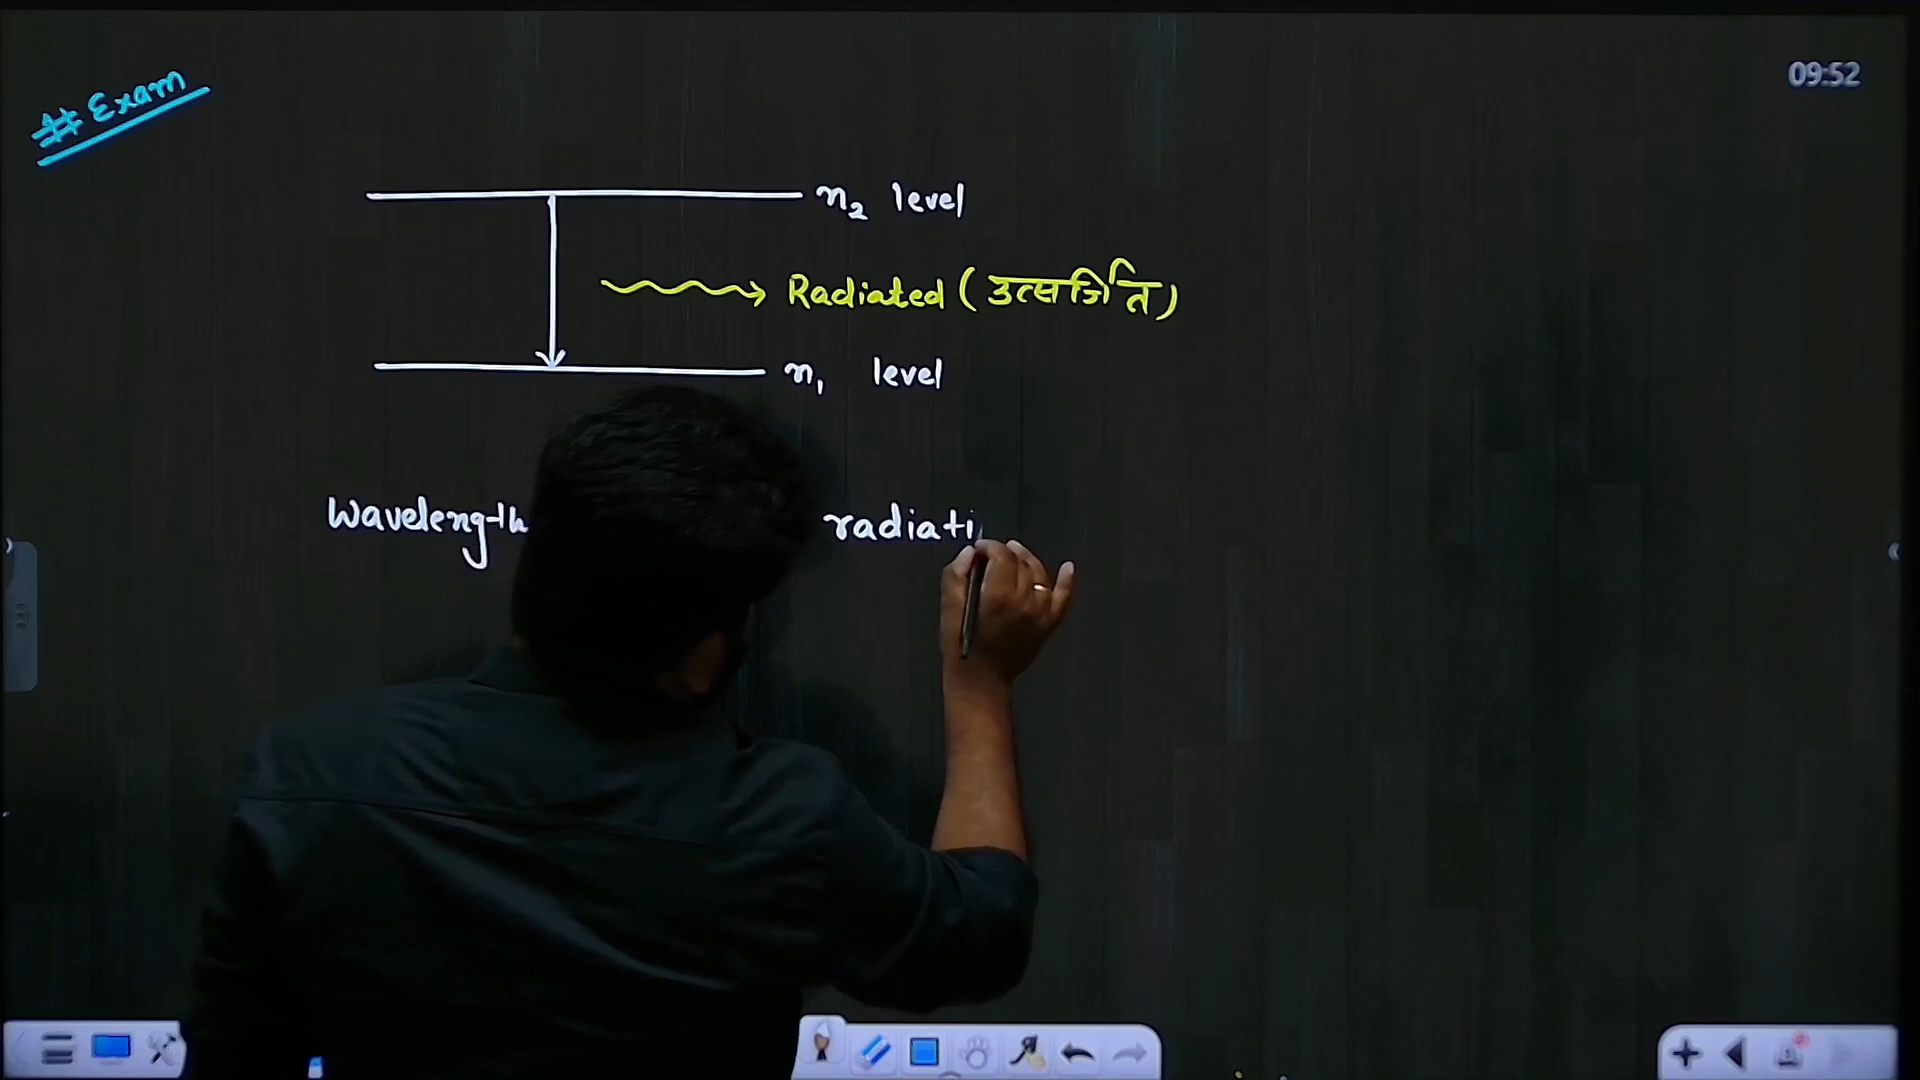 # Exam
09:52
n₂ level
Radiated (उत्सर्जित)
n₁ level
Wavelength radiati